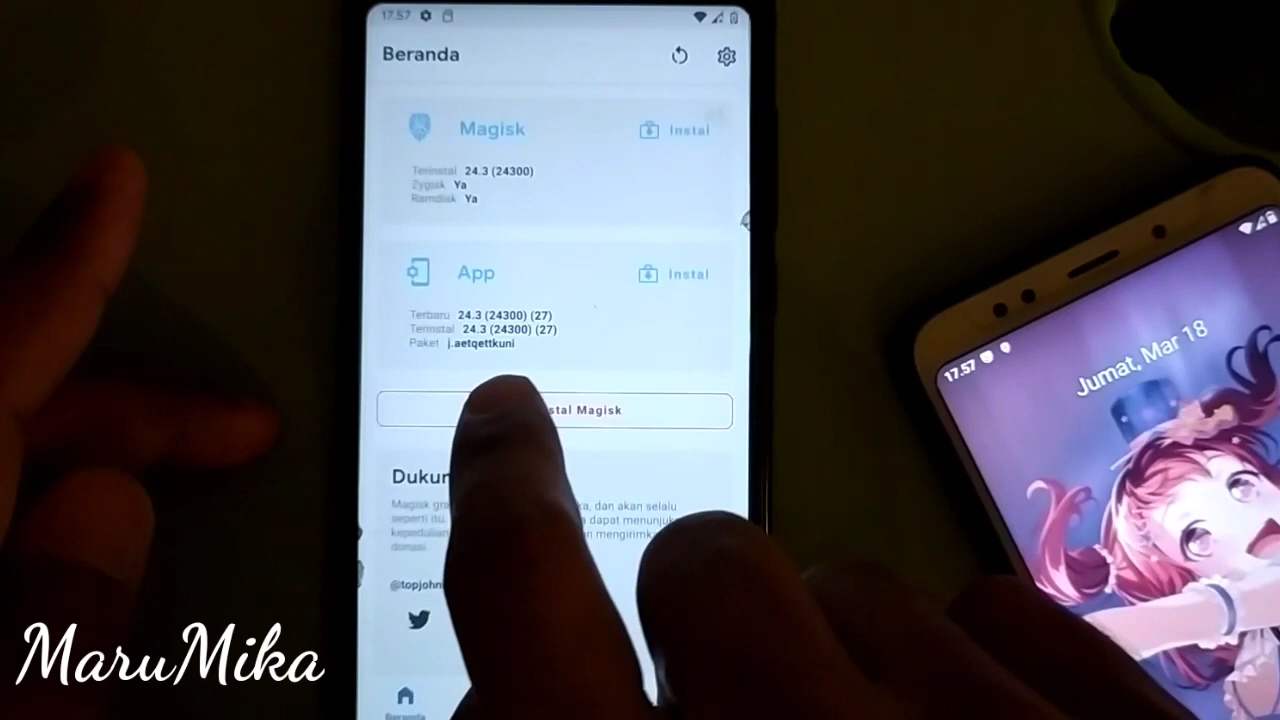 17.57
Beranda
Magisk
Instal
Terinstal 24.3 (24300)
Zygisk Ya
Ramdisk Ya
App
Instal
Terbaru 24.3 (24300) (27)
Terinstal 24.3 (24300) (27)
Paket j.aetqettkuni
stal Magisk
Dukun
Magisk gra ka, dan akan selalu
seperti itu. dapat menunjuk
kepedulian n mengirimka
donasi.
@topjohn
Beranda
17.57
Jumat, Mar 18
MaruMika